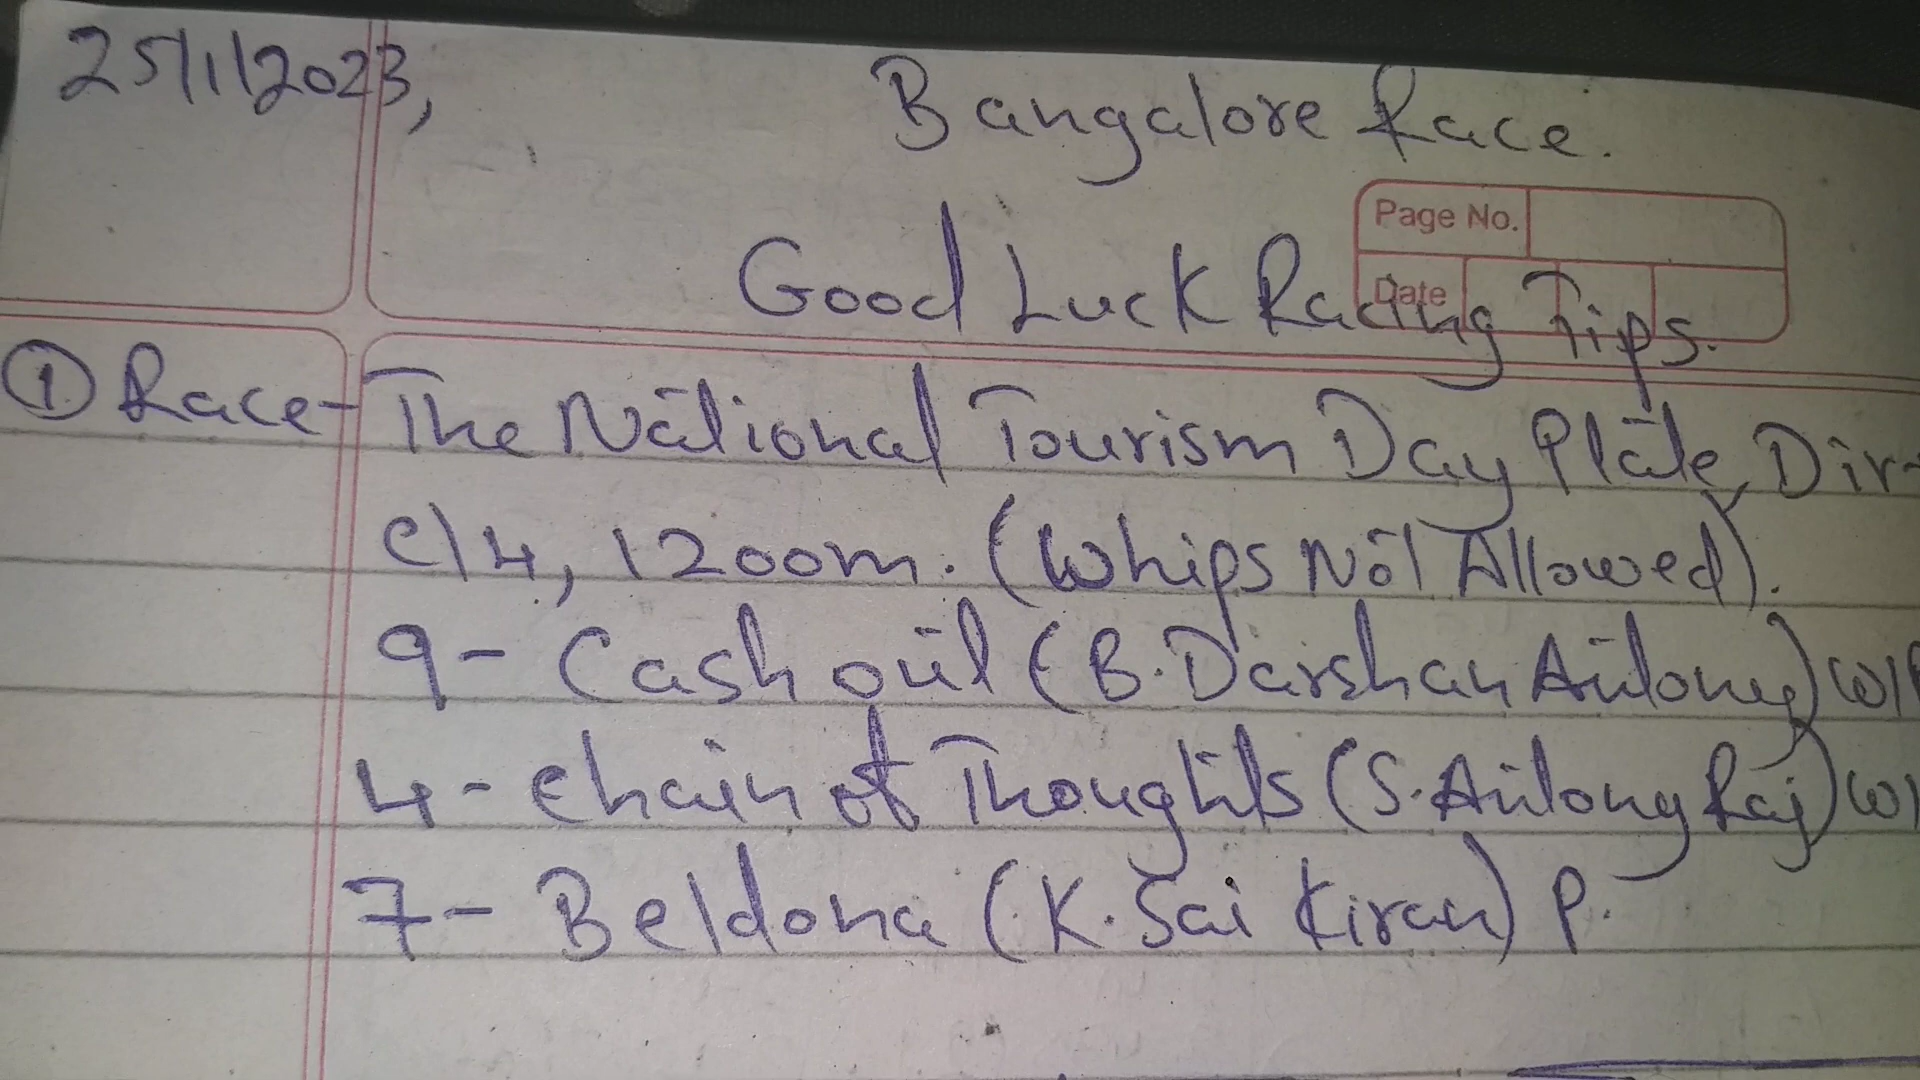 25/1/2023, Bangalore Race.
Page No.
Good Luck Racing Tips.
Date
① Race - The National Tourism Day Plate, Div-
C/4, 1200m. (Whips Not Allowed).
9 - Cash out (B. Darshan Antony) W/P
4 - Chain of Thoughts (S. Antony Raj) W/
7 - Beldona (K. Sai Kiran) P.